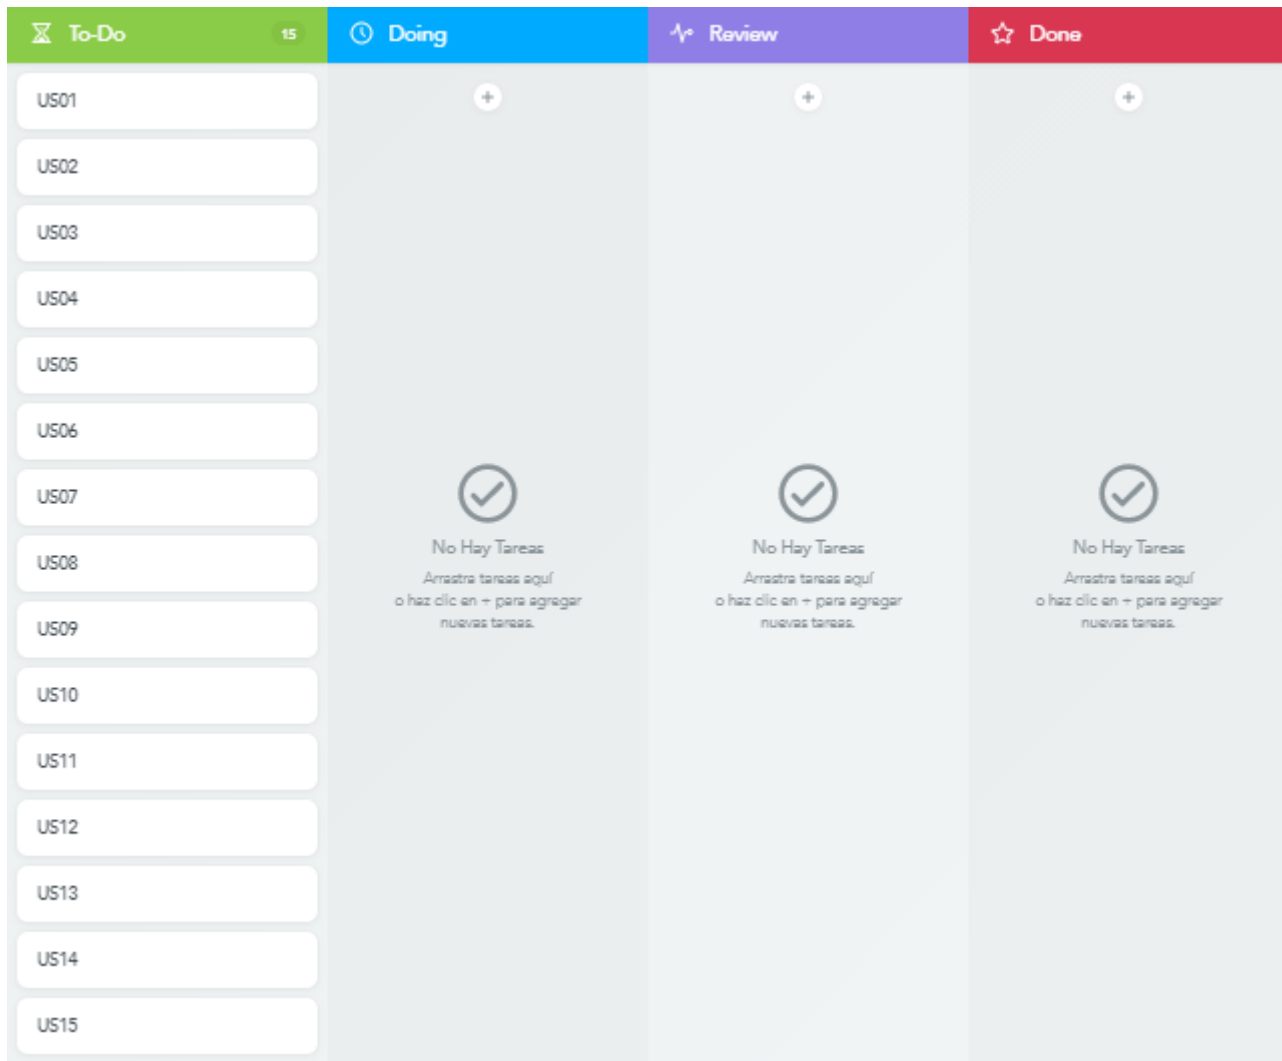 To-Do 15
US01
US02
US03
US04
US05
US06
US07
US08
US09
US10
US11
US12
US13
US14
US15
Doing
+
No Hay Tareas
Arrastra tareas aquí
o haz clic en + para agregar
nuevas tareas.
Review
+
No Hay Tareas
Arrastra tareas aquí
o haz clic en + para agregar
nuevas tareas.
Done
+
No Hay Tareas
Arrastra tareas aquí
o haz clic en + para agregar
nuevas tareas.